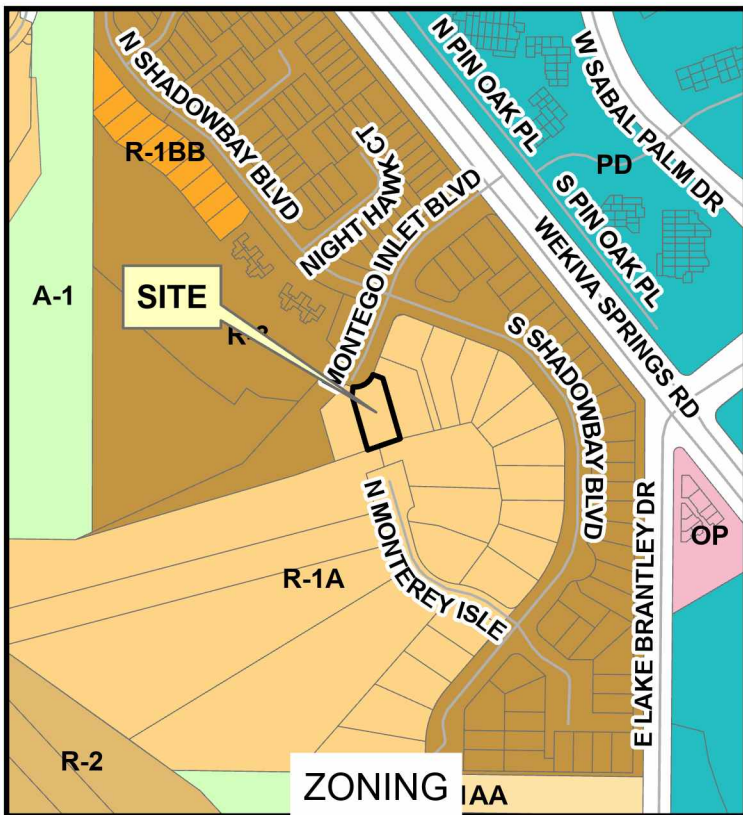 N PIN OAK PL
W SABAL PALM DR
N SHADOWBAY BLVD
R-1BB
NIGHT HAWK CT
PD
MONTEGO INLET BLVD
S PIN OAK PL
A-1
SITE
WEKIVA SPRINGS RD
S SHADOWBAY BLVD
N MONTEREY ISLE
R-1A
E LAKE BRANTLEY DR
OP
R-2
ZONING
1AA